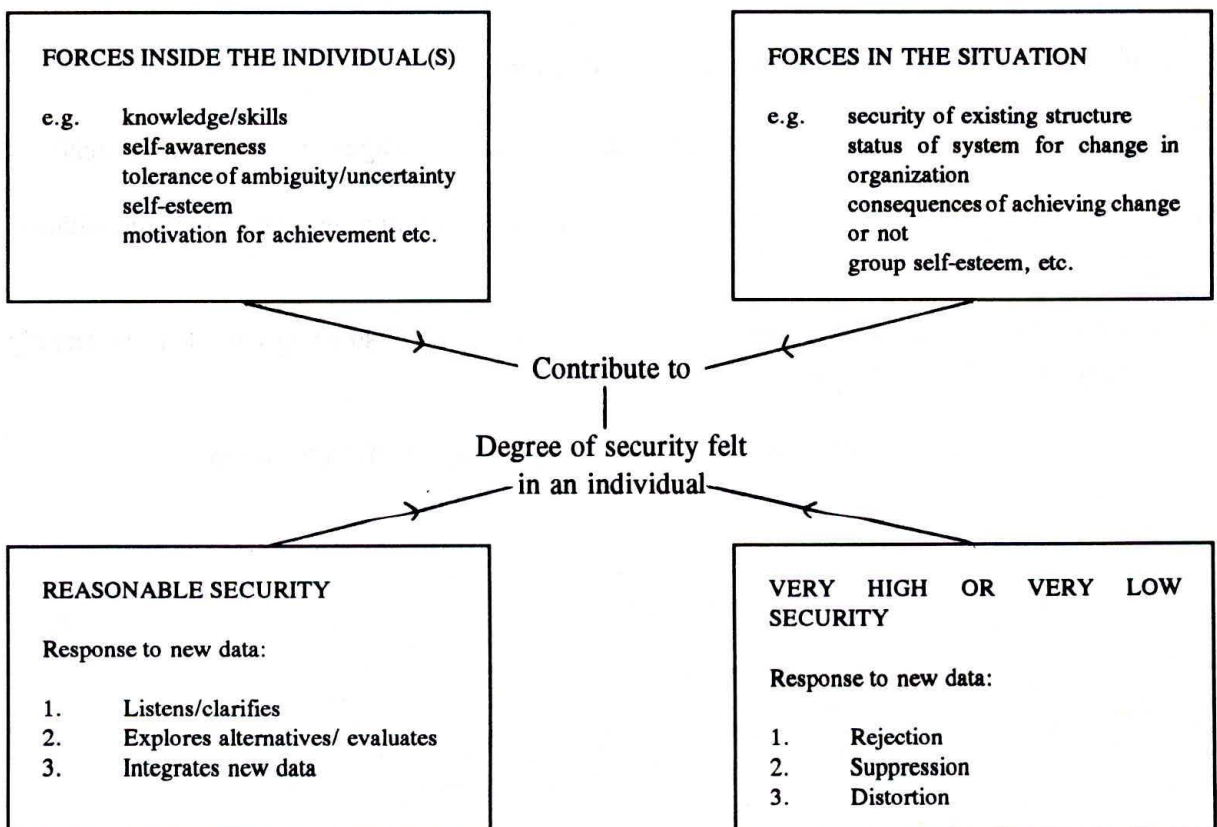 FORCES INSIDE THE INDIVIDUAL(S)
e.g. knowledge/skills
self-awareness
tolerance of ambiguity/uncertainty
self-esteem
motivation for achievement etc.
FORCES IN THE SITUATION
e.g. security of existing structure
status of system for change in
organization
consequences of achieving change
or not
group self-esteem, etc.
Contribute to
Degree of security felt
in an individual
REASONABLE SECURITY
Response to new data:
1. Listens/clarifies
2. Explores alternatives/ evaluates
3. Integrates new data
VERY HIGH OR VERY LOW
SECURITY
Response to new data:
1. Rejection
2. Suppression
3. Distortion